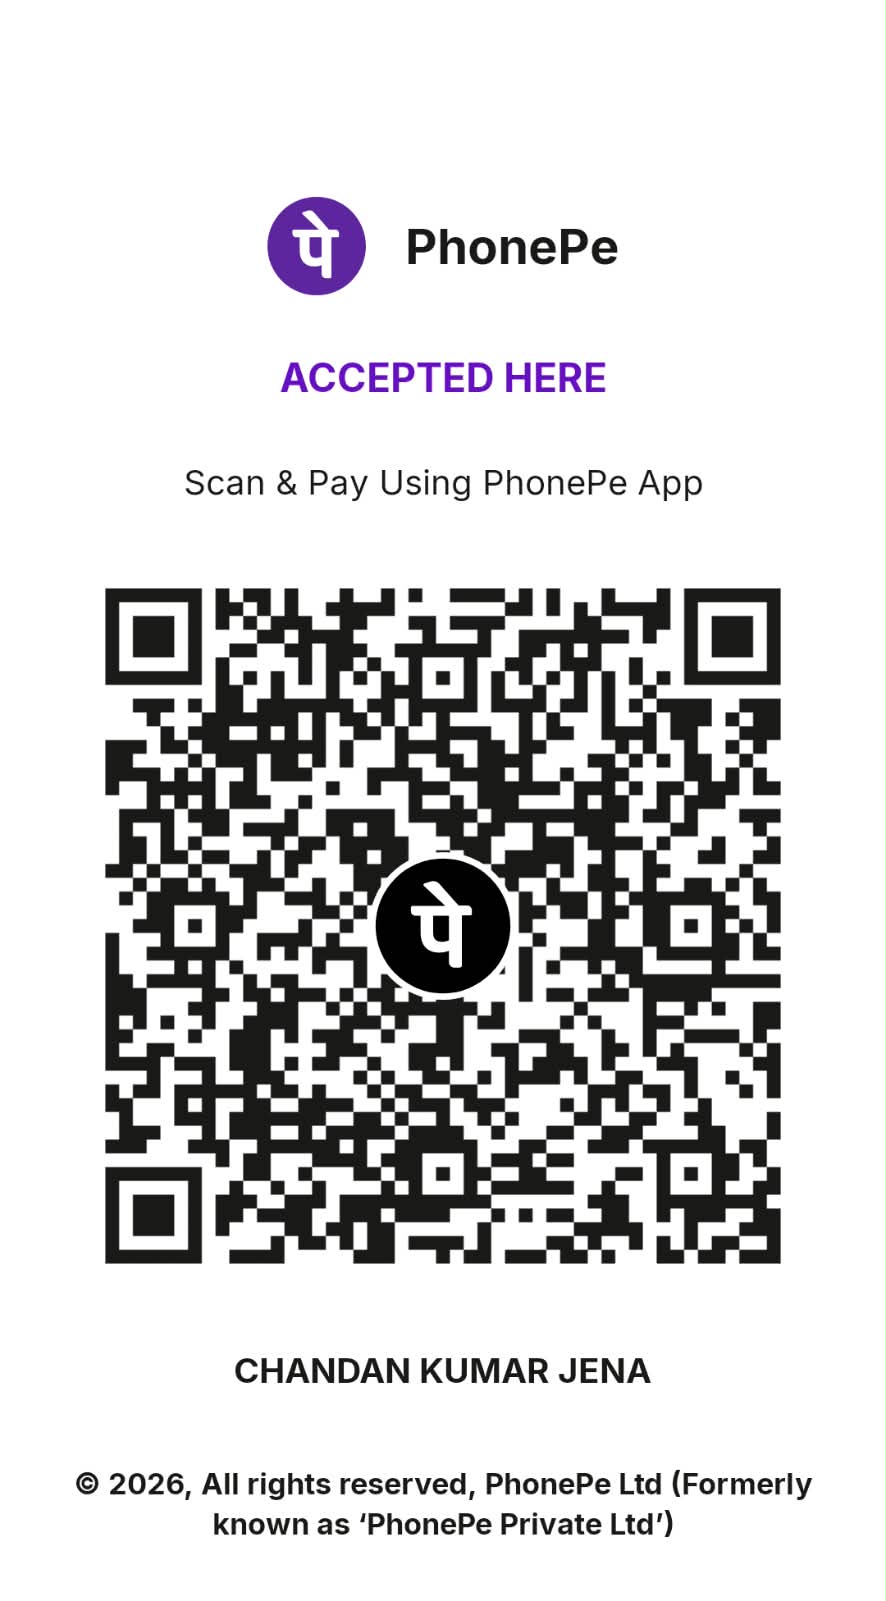 पे PhonePe
ACCEPTED HERE
Scan & Pay Using PhonePe App
पे
CHANDAN KUMAR JENA
© 2026, All rights reserved, PhonePe Ltd (Formerly
known as ‘PhonePe Private Ltd’)